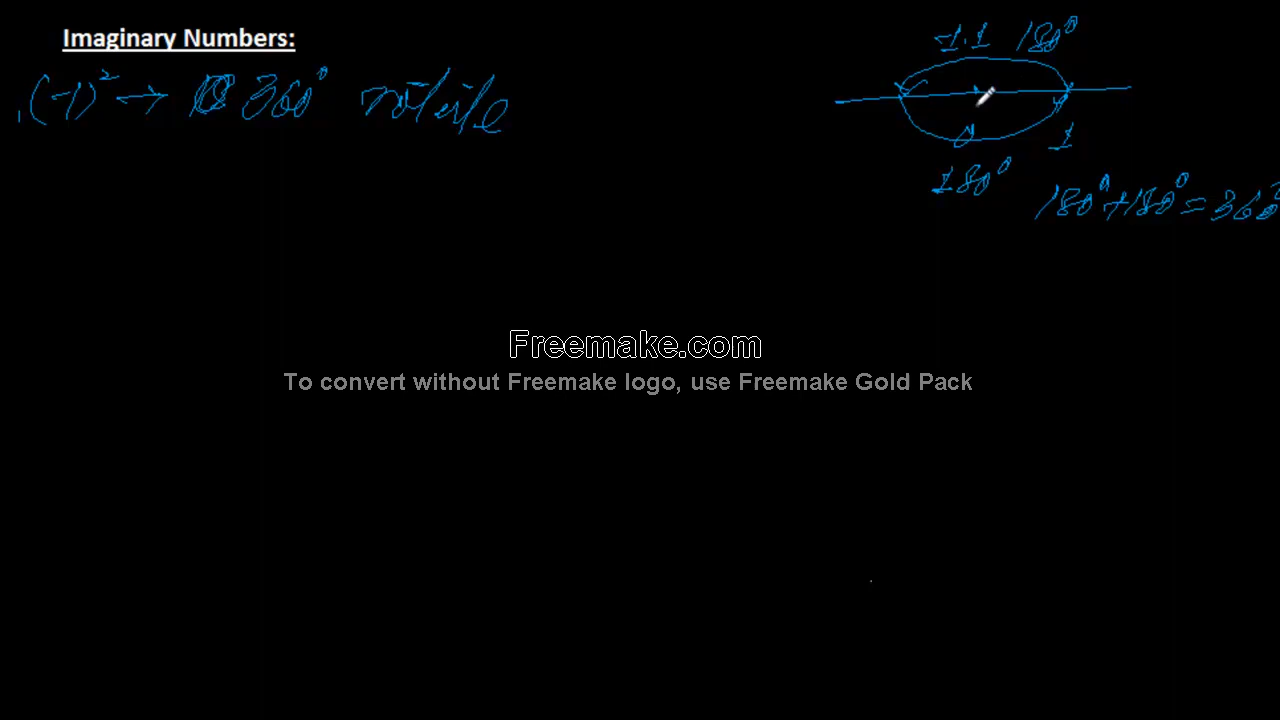 Imaginary Numbers:
(-1)² → 360° rotate
-1.1 180°
1
180°
180°+180°=360°
Freemake.com
To convert without Freemake logo, use Freemake Gold Pack